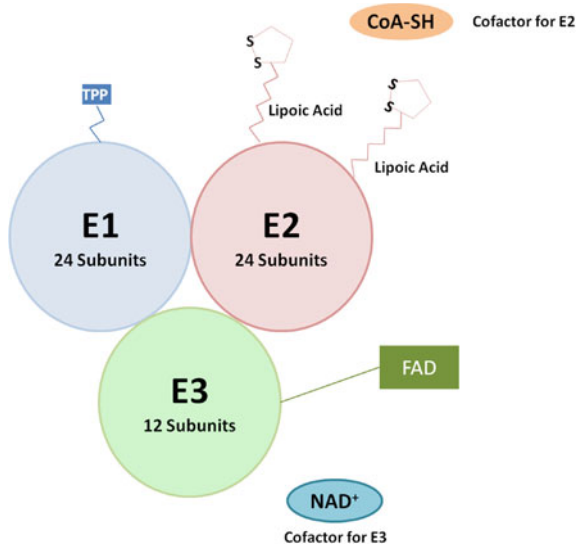 CoA-SH Cofactor for E2
S
S
S
S
TPP
Lipoic Acid
Lipoic Acid
E1
24 Subunits
E2
24 Subunits
FAD
E3
12 Subunits
NAD⁺
Cofactor for E3